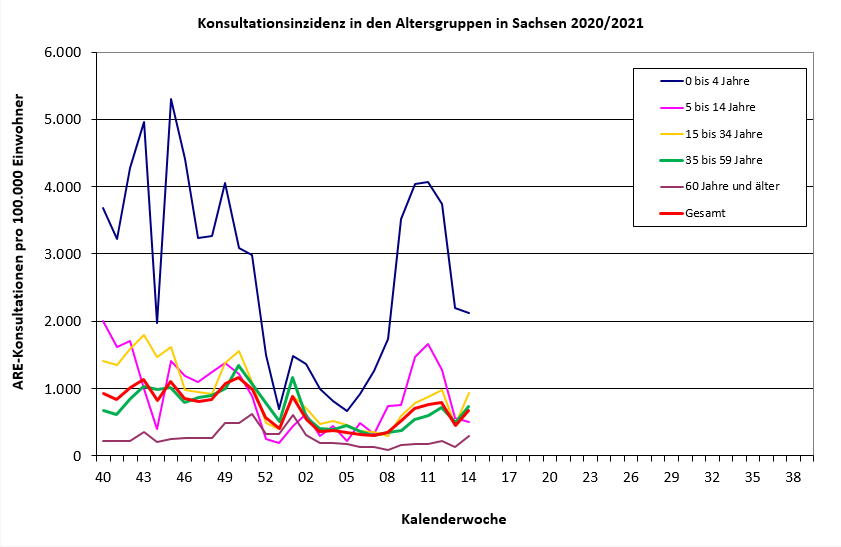 Konsultationsinzidenz in den Altersgruppen in Sachsen 2020/2021
ARE-Konsultationen pro 100.000 Einwohner
6.000
5.000
4.000
3.000
2.000
1.000
0
0 bis 4 Jahre
5 bis 14 Jahre
15 bis 34 Jahre
35 bis 59 Jahre
60 Jahre und älter
Gesamt
40 43 46 49 52 02 05 08 11 14 17 20 23 26 29 32 35 38
Kalenderwoche